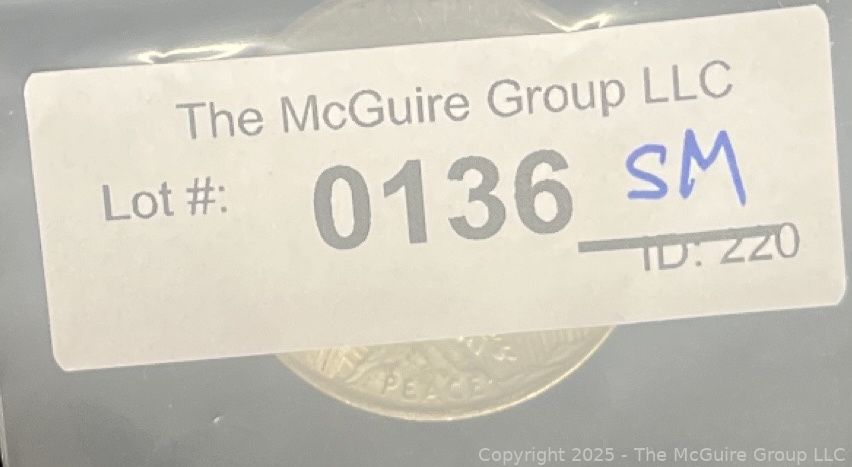 The McGuire Group LLC
Lot #: 0136 SM
ID: 220
PEACE
Copyright 2025 - The McGuire Group LLC